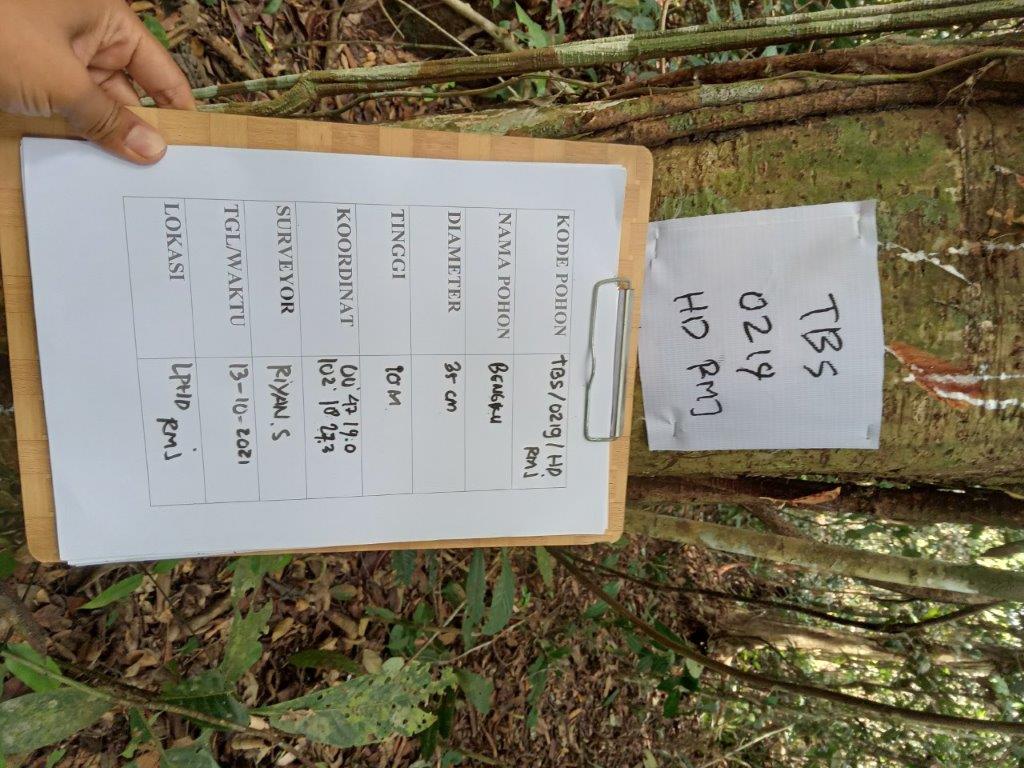 TBS
0219
HD RMJ
KODE POHON TBS/0219/HD
RMJ
NAMA POHON BENGKU
DIAMETER 35 cm
TINGGI 10 M
KOORDINAT 00° 47 19.0
102° 18 27.3
SURVEYOR RIYAN.S
TGL/WAKTU 13-10-2021
LOKASI LPHD
RMJ